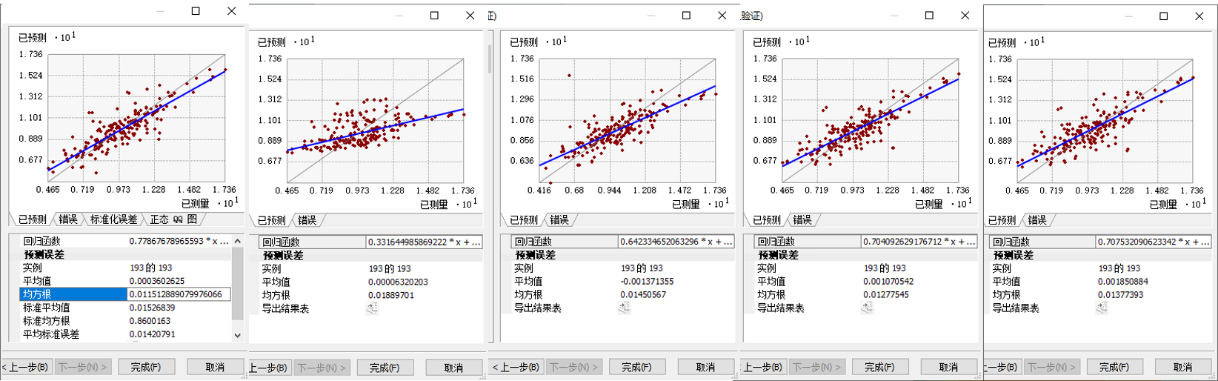 证)
验证)
已预测 ·10¹
1.736
1.524
1.312
1.101
0.889
0.677
0.465 0.719 0.973 1.228 1.482 1.736
已测量 ·10¹
已预测 错误 标准化误差 正态 QQ 图
回归函数 0.77867678965593 * x ...
预测误差
实例 193 的 193
平均值 0.0003602625
均方根 0.011512889079976066
标准平均值 0.01526839
标准均方根 0.8600163
平均标准误差 0.01420791
< 上一步(B) 下一步(N) > 完成(F) 取消
已预测 ·10¹
1.736
1.524
1.312
1.101
0.889
0.677
0.465 0.719 0.973 1.228 1.482 1.736
已测量 ·10¹
已预测 错误
回归函数 0.331644985869222 * x + ...
预测误差
实例 193 的 193
平均值 0.00006320203
均方根 0.01889701
导出结果表
上一步(B) 下一步(N) > 完成(F) 取消
已预测 ·10¹
1.736
1.516
1.296
1.076
0.856
0.636
0.416 0.68 0.944 1.208 1.472 1.736
已测量 ·10¹
已预测 错误
回归函数 0.642334652063296 * x + ...
预测误差
实例 193 的 193
平均值 -0.001371355
均方根 0.01450567
导出结果表
< 上一步(B) 下一步(N) > 完成(F) 取消
已预测 ·10¹
1.736
1.524
1.312
1.101
0.889
0.677
0.465 0.719 0.973 1.228 1.482 1.736
已测量 ·10¹
已预测 错误
回归函数 0.704092629176712 * x + ...
预测误差
实例 193 的 193
平均值 0.001070542
均方根 0.01277545
导出结果表
上一步(B) 下一步(N) > 完成(F) 取消
已预测 ·10¹
1.736
1.524
1.312
1.101
0.889
0.677
0.465 0.719 0.973 1.228 1.482 1.736
已测量 ·10¹
已预测 错误
回归函数 0.707532090623342 * x + ...
预测误差
实例 193 的 193
平均值 0.001850884
均方根 0.01377393
导出结果表
上一步(B) 下一步(N) > 完成(F) 取消